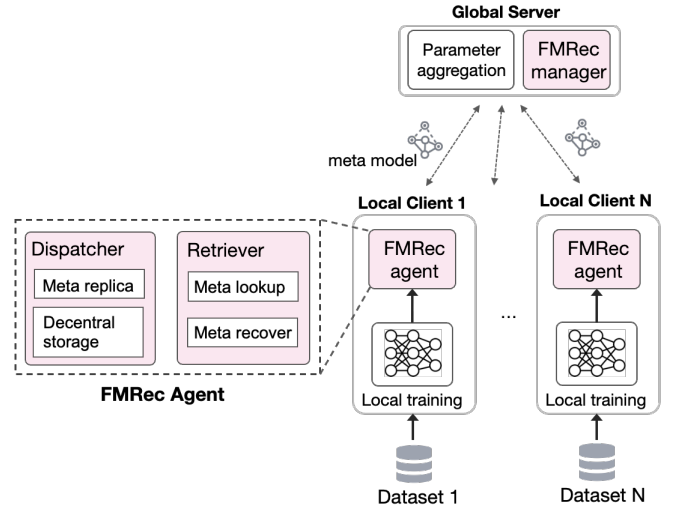 Global Server
Parameter
aggregation
FMRec
manager
meta model
Local Client 1
Local Client N
Dispatcher
Meta replica
Decentral
storage
Retriever
Meta lookup
Meta recover
FMRec Agent
FMRec
agent
Local training
Dataset 1
...
FMRec
agent
Local training
Dataset N